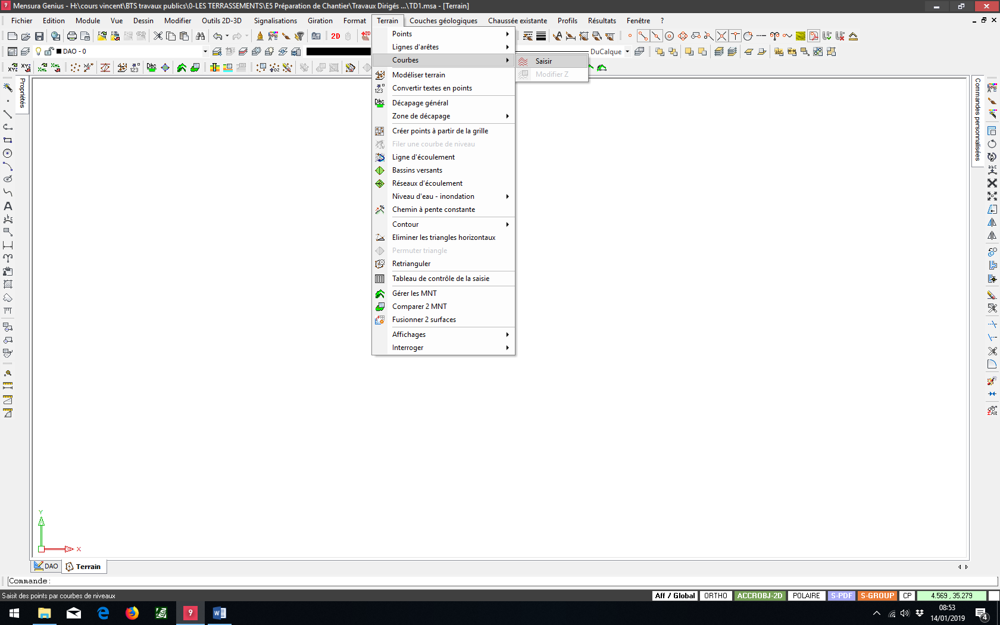 Mensura Genius - H:\cours vincent\BTS travaux publics\0-LES TERRASSEMENTS\E5 Préparation de Chantier\Travaux Dirigés ...\TD1.msa - [Terrain]
Fichier Edition Module Vue Dessin Modifier Outils 2D-3D Signalisations Giration Format Terrain Couches géologiques Chaussée existante Profils Résultats Fenêtre ?
2D
DAO - 0
DuCalque
Points
Lignes d'arêtes
Courbes
Saisir
Modifier Z
Modéliser terrain
Convertir textes en points
Décapage général
Zone de décapage
Créer points à partir de la grille
Filer une courbe de niveau
Ligne d'écoulement
Bassins versants
Réseaux d'écoulement
Niveau d'eau - inondation
Chemin à pente constante
Contour
Eliminer les triangles horizontaux
Permuter triangle
Retrianguler
Tableau de contrôle de la saisie
Gérer les MNT
Comparer 2 MNT
Fusionner 2 surfaces
Affichages
Interroger
Propriétés
Commandes personnalisées
Y
X
DAO Terrain
Commande:
Saisit des points par courbes de niveaux
Aff / Global ORTHO ACCROBJ-2D POLAIRE S-PDF S-GROUP CP 4.569 , 35.279
08:53
14/01/2019
4